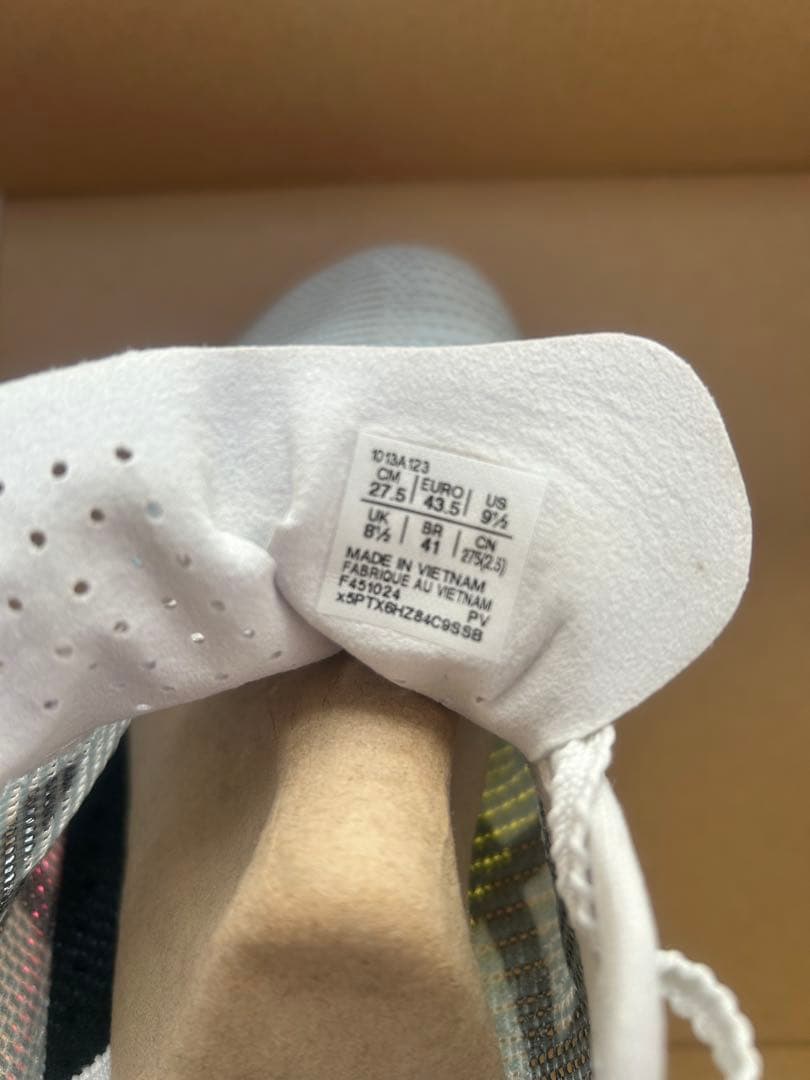 1013A123
CM EURO US
27.5 43.5 9½
UK BR CN
8½ 41 275(2.5)
MADE IN VIETNAM
FABRIQUE AU VIETNAM
F451024 PV
x5PTX6HZ84C9SSB